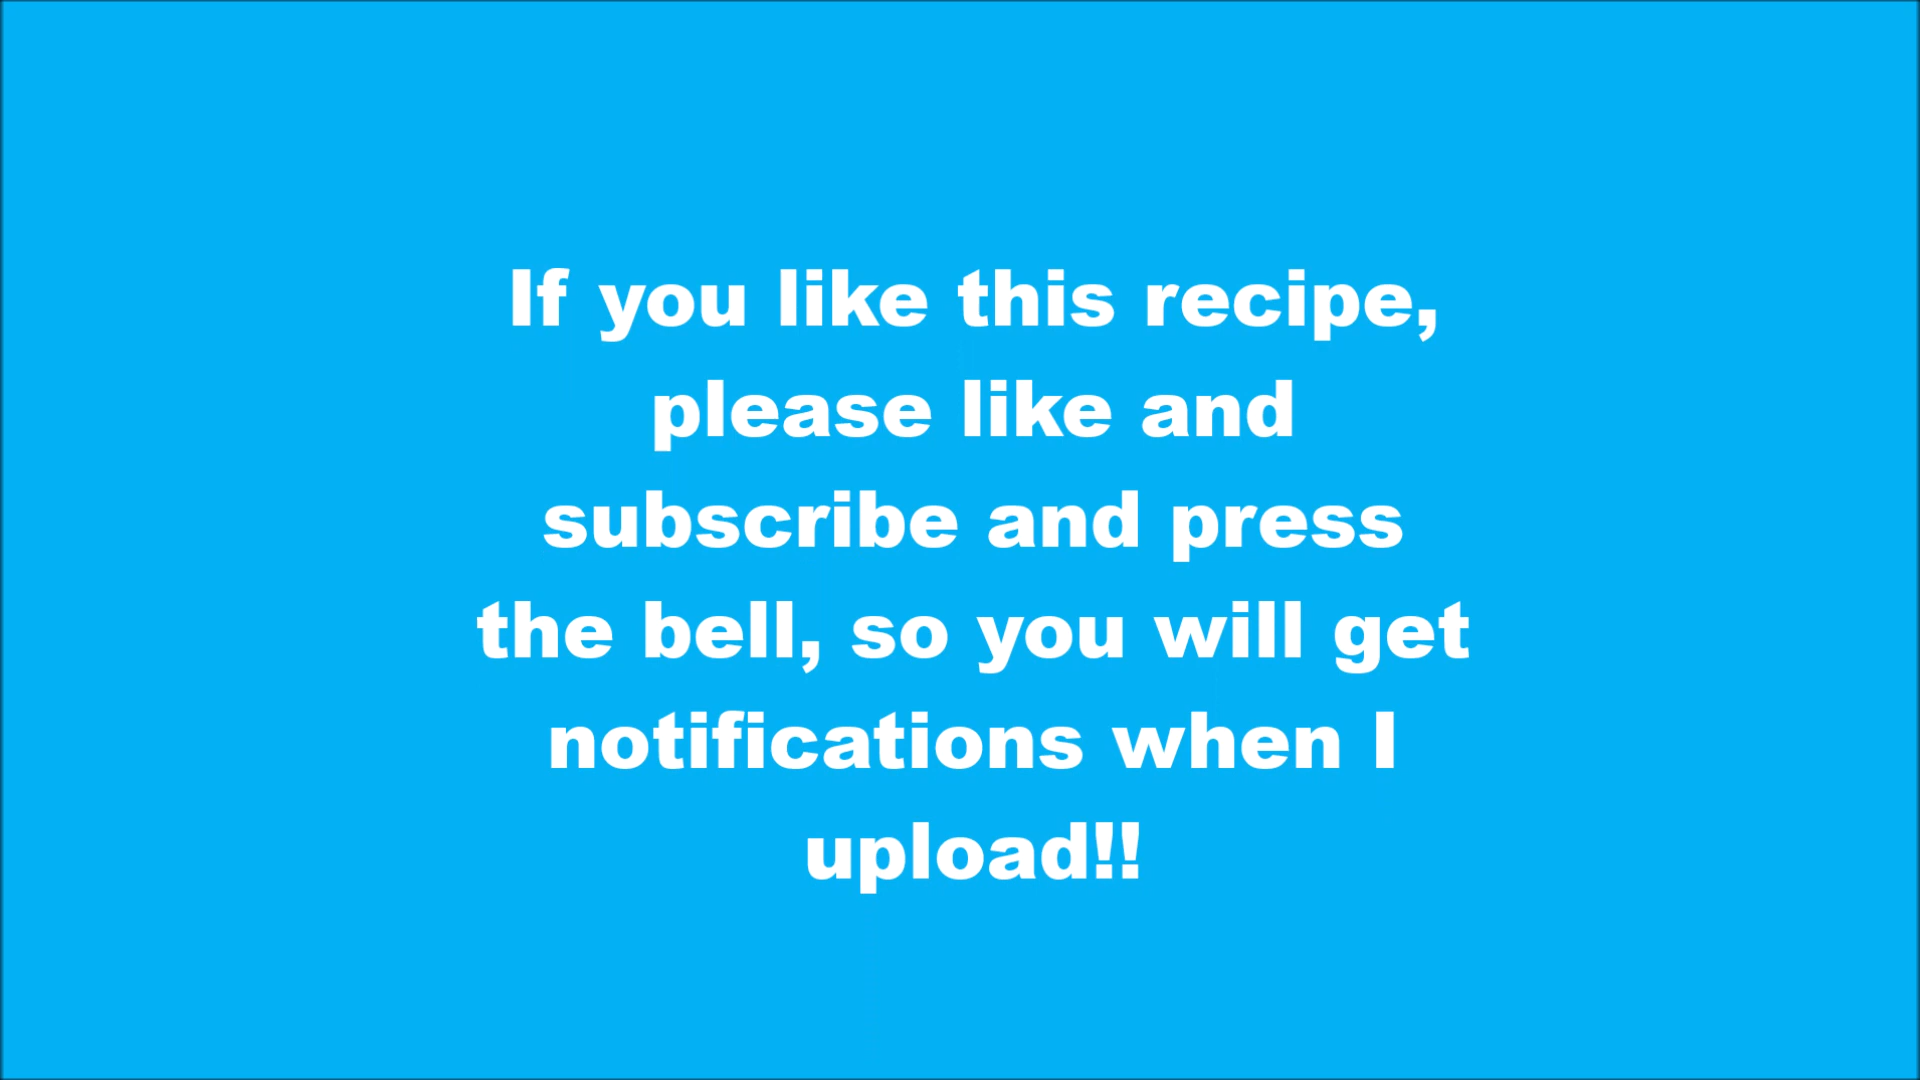 If you like this recipe,
please like and
subscribe and press
the bell, so you will get
notifications when I
upload!!